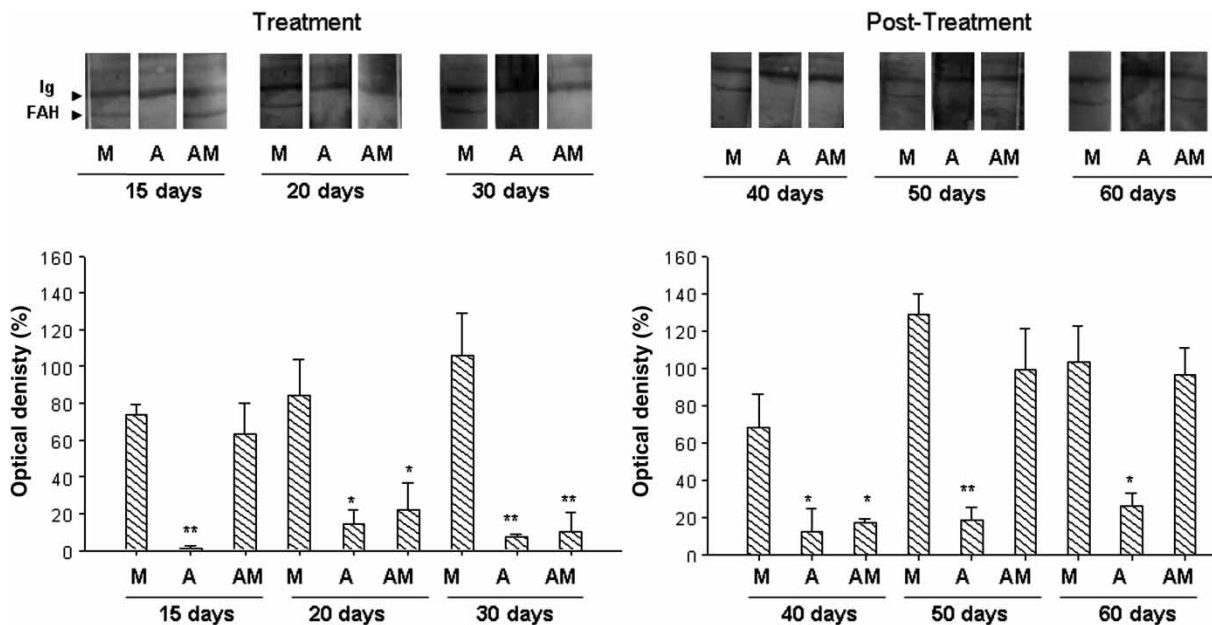 Treatment
Post-Treatment
Ig
FAH
M A AM M A AM M A AM
15 days 20 days 30 days
M A AM M A AM M A AM
40 days 50 days 60 days
Optical denisty (%)
160
140
120
100
80
60
40
20
0
** * * ** **
M A AM M A AM M A AM
15 days 20 days 30 days
Optical denisty (%)
160
140
120
100
80
60
40
20
0
* * ** *
M A AM M A AM M A AM
40 days 50 days 60 days